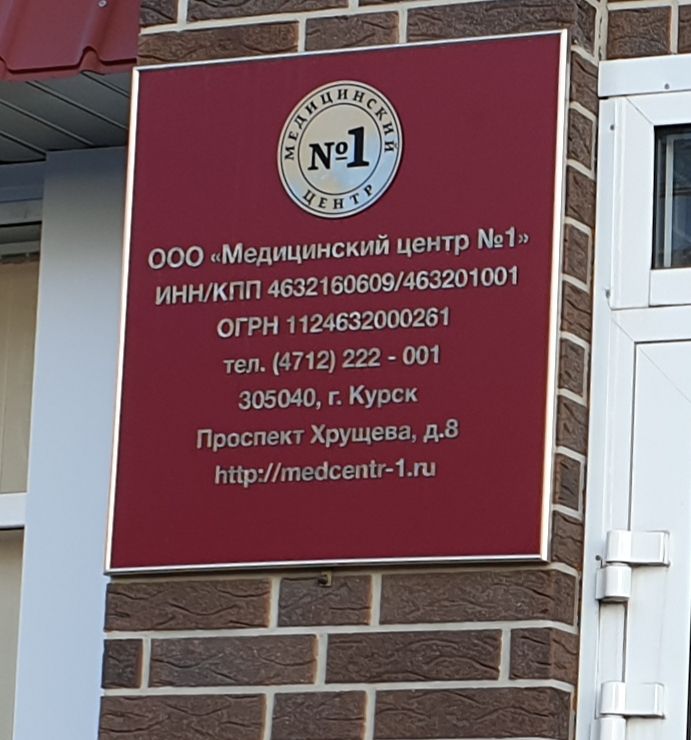 МЕДИЦИНСКИЙ
№1
ЦЕНТР
ООО «Медицинский центр №1»
ИНН/КПП 4632160609/463201001
ОГРН 1124632000261
тел. (4712) 222 - 001
305040, г. Курск
Проспект Хрущева, д.8
http://medcentr-1.ru